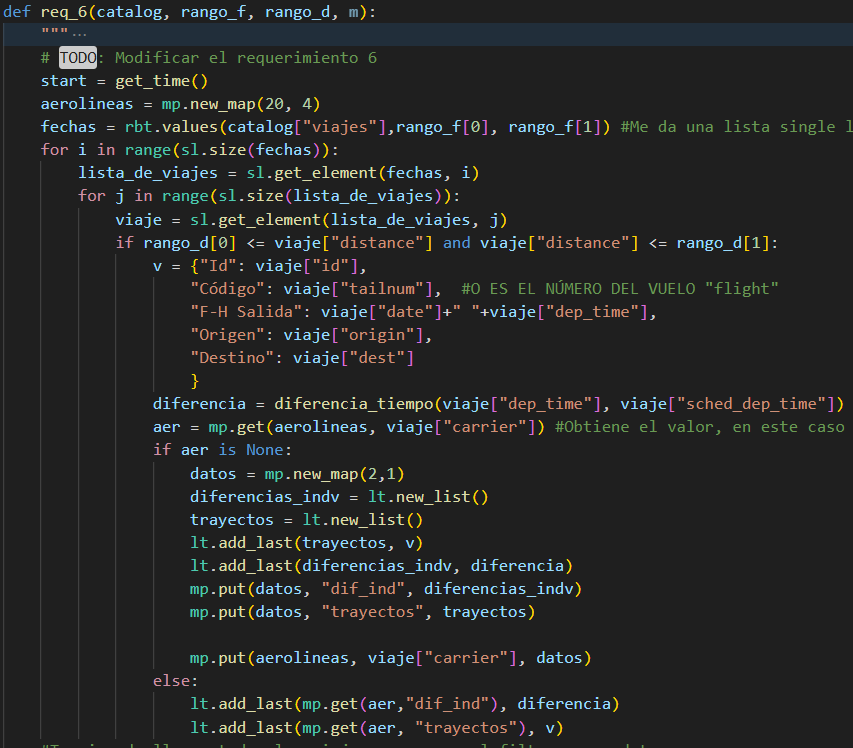 def req_6(catalog, rango_f, rango_d, m):
    """...
    # TODO: Modificar el requerimiento 6
    start = get_time()
    aerolineas = mp.new_map(20, 4)
    fechas = rbt.values(catalog["viajes"],rango_f[0], rango_f[1]) #Me da una lista single l
    for i in range(sl.size(fechas)):
        lista_de_viajes = sl.get_element(fechas, i)
        for j in range(sl.size(lista_de_viajes)):
            viaje = sl.get_element(lista_de_viajes, j)
            if rango_d[0] <= viaje["distance"] and viaje["distance"] <= rango_d[1]:
                v = {"Id": viaje["id"],
                    "Código": viaje["tailnum"],  #O ES EL NÚMERO DEL VUELO "flight"
                    "F-H Salida": viaje["date"]+" "+viaje["dep_time"],
                    "Origen": viaje["origin"],
                    "Destino": viaje["dest"]
                    }
                diferencia = diferencia_tiempo(viaje["dep_time"], viaje["sched_dep_time"])
                aer = mp.get(aerolineas, viaje["carrier"]) #Obtiene el valor, en este caso
                if aer is None:
                    datos = mp.new_map(2,1)
                    diferencias_indv = lt.new_list()
                    trayectos = lt.new_list()
                    lt.add_last(trayectos, v)
                    lt.add_last(diferencias_indv, diferencia)
                    mp.put(datos, "dif_ind", diferencias_indv)
                    mp.put(datos, "trayectos", trayectos)

                    mp.put(aerolineas, viaje["carrier"], datos)
                else:
                    lt.add_last(mp.get(aer,"dif_ind"), diferencia)
                    lt.add_last(mp.get(aer, "trayectos"), v)